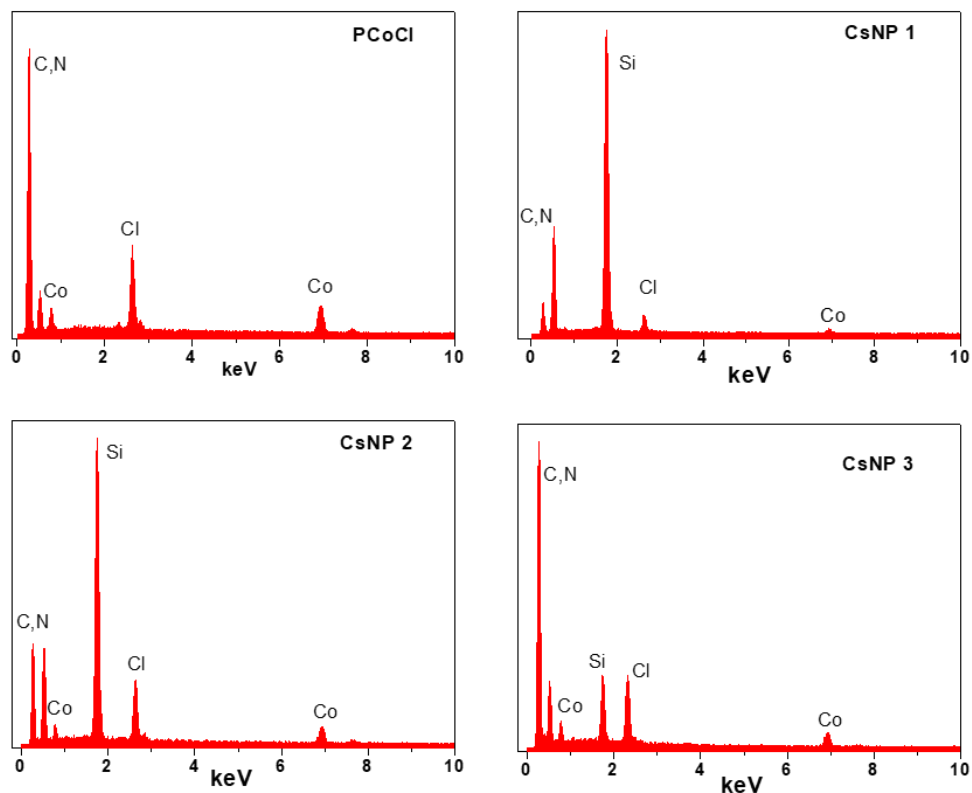 PCoCl
C,N
Cl
Co
Co
0 2 4 6 8 10
keV
CsNP 1
Si
C,N
Cl
Co
0 2 4 6 8 10
keV
CsNP 2
Si
C,N
Cl
Co
Co
0 2 4 6 8 10
keV
CsNP 3
C,N
Si
Cl
Co
Co
0 2 4 6 8 10
keV